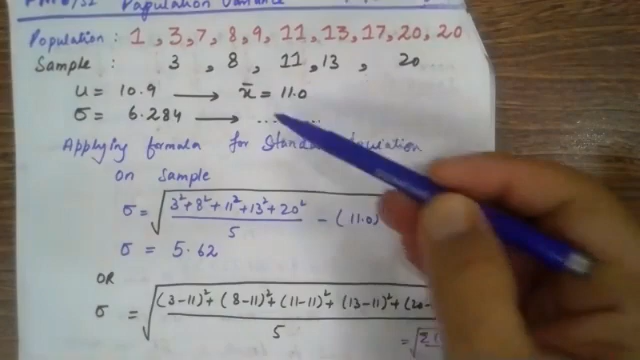 Population Variance
Population : 1, 3, 7, 8, 9, 11, 13, 17, 20, 20
Sample : 3 , 8 , 11 , 13 , 20
u = 10.9 → x̄ = 11.0
σ = 6.284 → ........
Applying formula for Standard
ON Sample
σ = √ 3² + 8² + 11² + 13² + 20² / 5 - (11.0)
σ = 5.62
OR
σ = √ (3-11)² + (8-11)² + (11-11)² + (13-11)² + (20- / 5